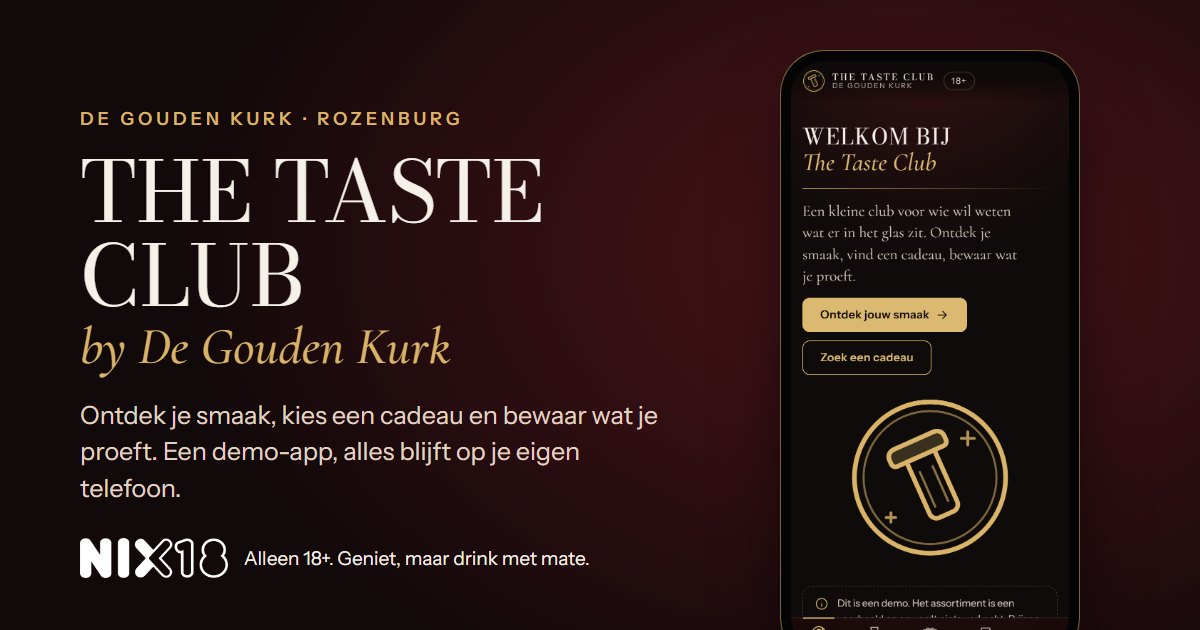 DE GOUDEN KURK · ROZENBURG
THE TASTE
CLUB
by De Gouden Kurk
Ontdek je smaak, kies een cadeau en bewaar wat je
proeft. Een demo-app, alles blijft op je eigen
telefoon.
NIX18
Alleen 18+. Geniet, maar drink met mate.
THE TASTE CLUB
DE GOUDEN KURK
18+
WELKOM BIJ
The Taste Club
Een kleine club voor wie wil weten
wat er in het glas zit. Ontdek je
smaak, vind een cadeau, bewaar wat
je proeft.
Ontdek jouw smaak →
Zoek een cadeau
Dit is een demo. Het assortiment is een